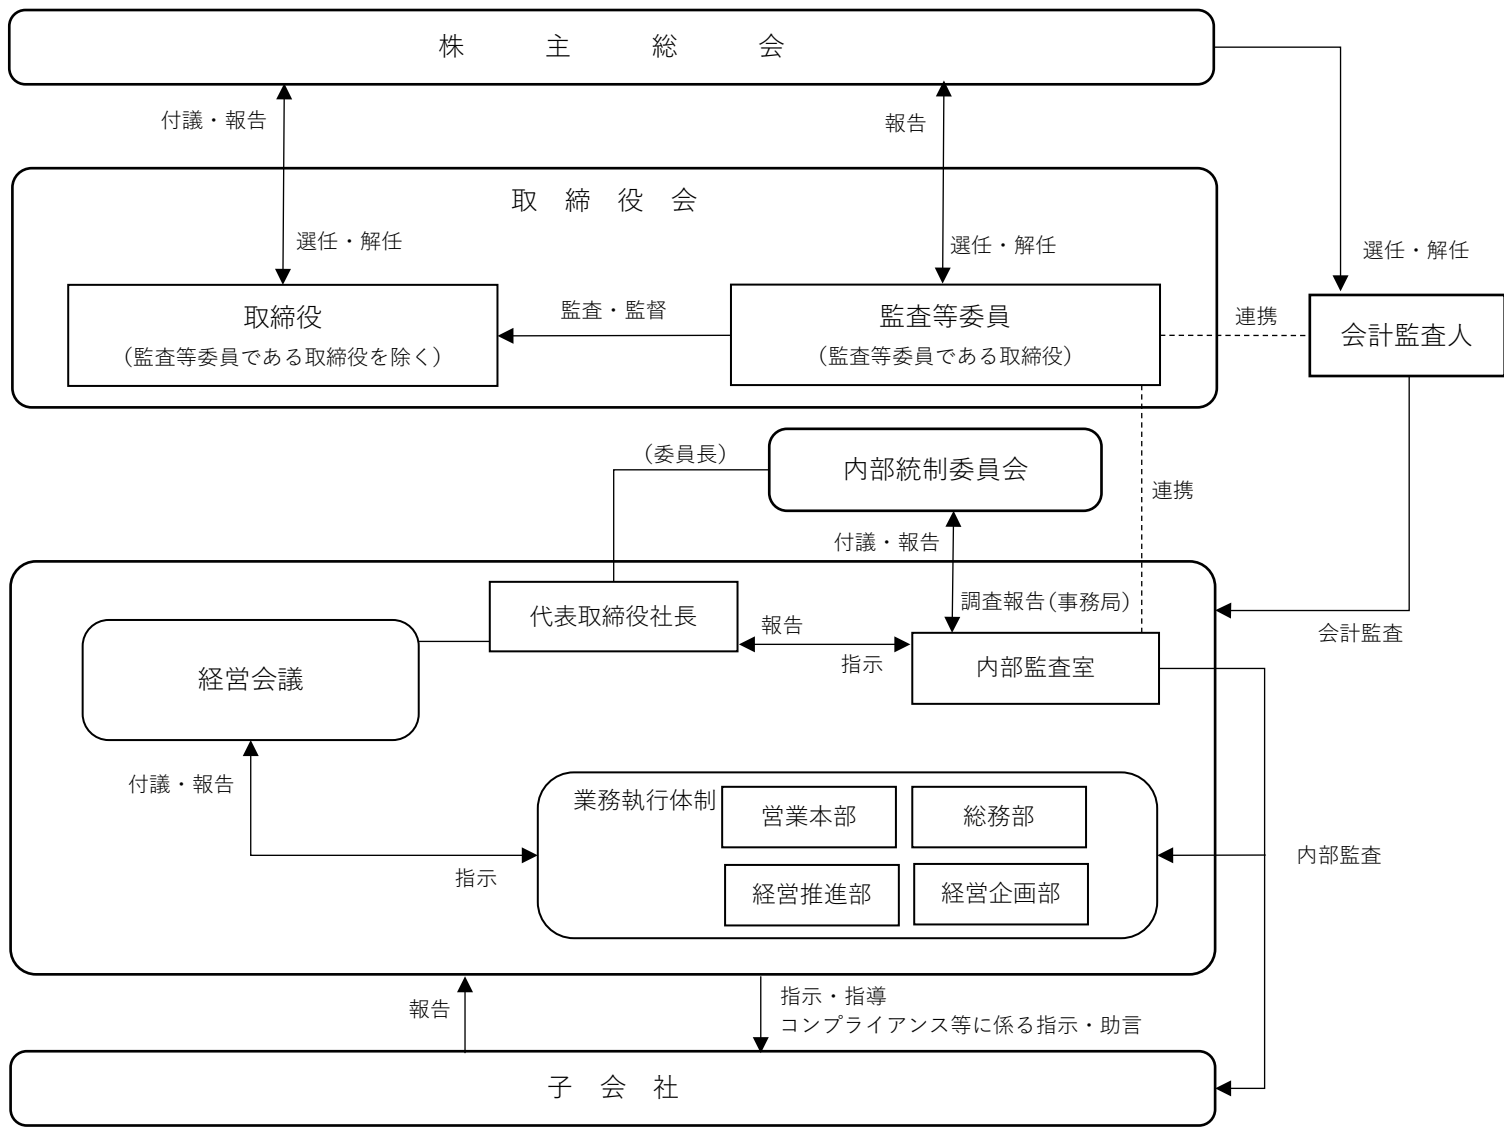 株 主 総 会
付議・報告
報告
取 締 役 会
選任・解任
選任・解任
選任・解任
取締役
（監査等委員である取締役を除く）
監査・監督
監査等委員
（監査等委員である取締役）
連携
会計監査人
（委員長）
内部統制委員会
連携
付議・報告
代表取締役社長
調査報告（事務局）
報告
指示
会計監査
経営会議
内部監査室
付議・報告
指示
業務執行体制
営業本部
総務部
経営推進部
経営企画部
内部監査
報告
指示・指導
コンプライアンス等に係る指示・助言
子 会 社